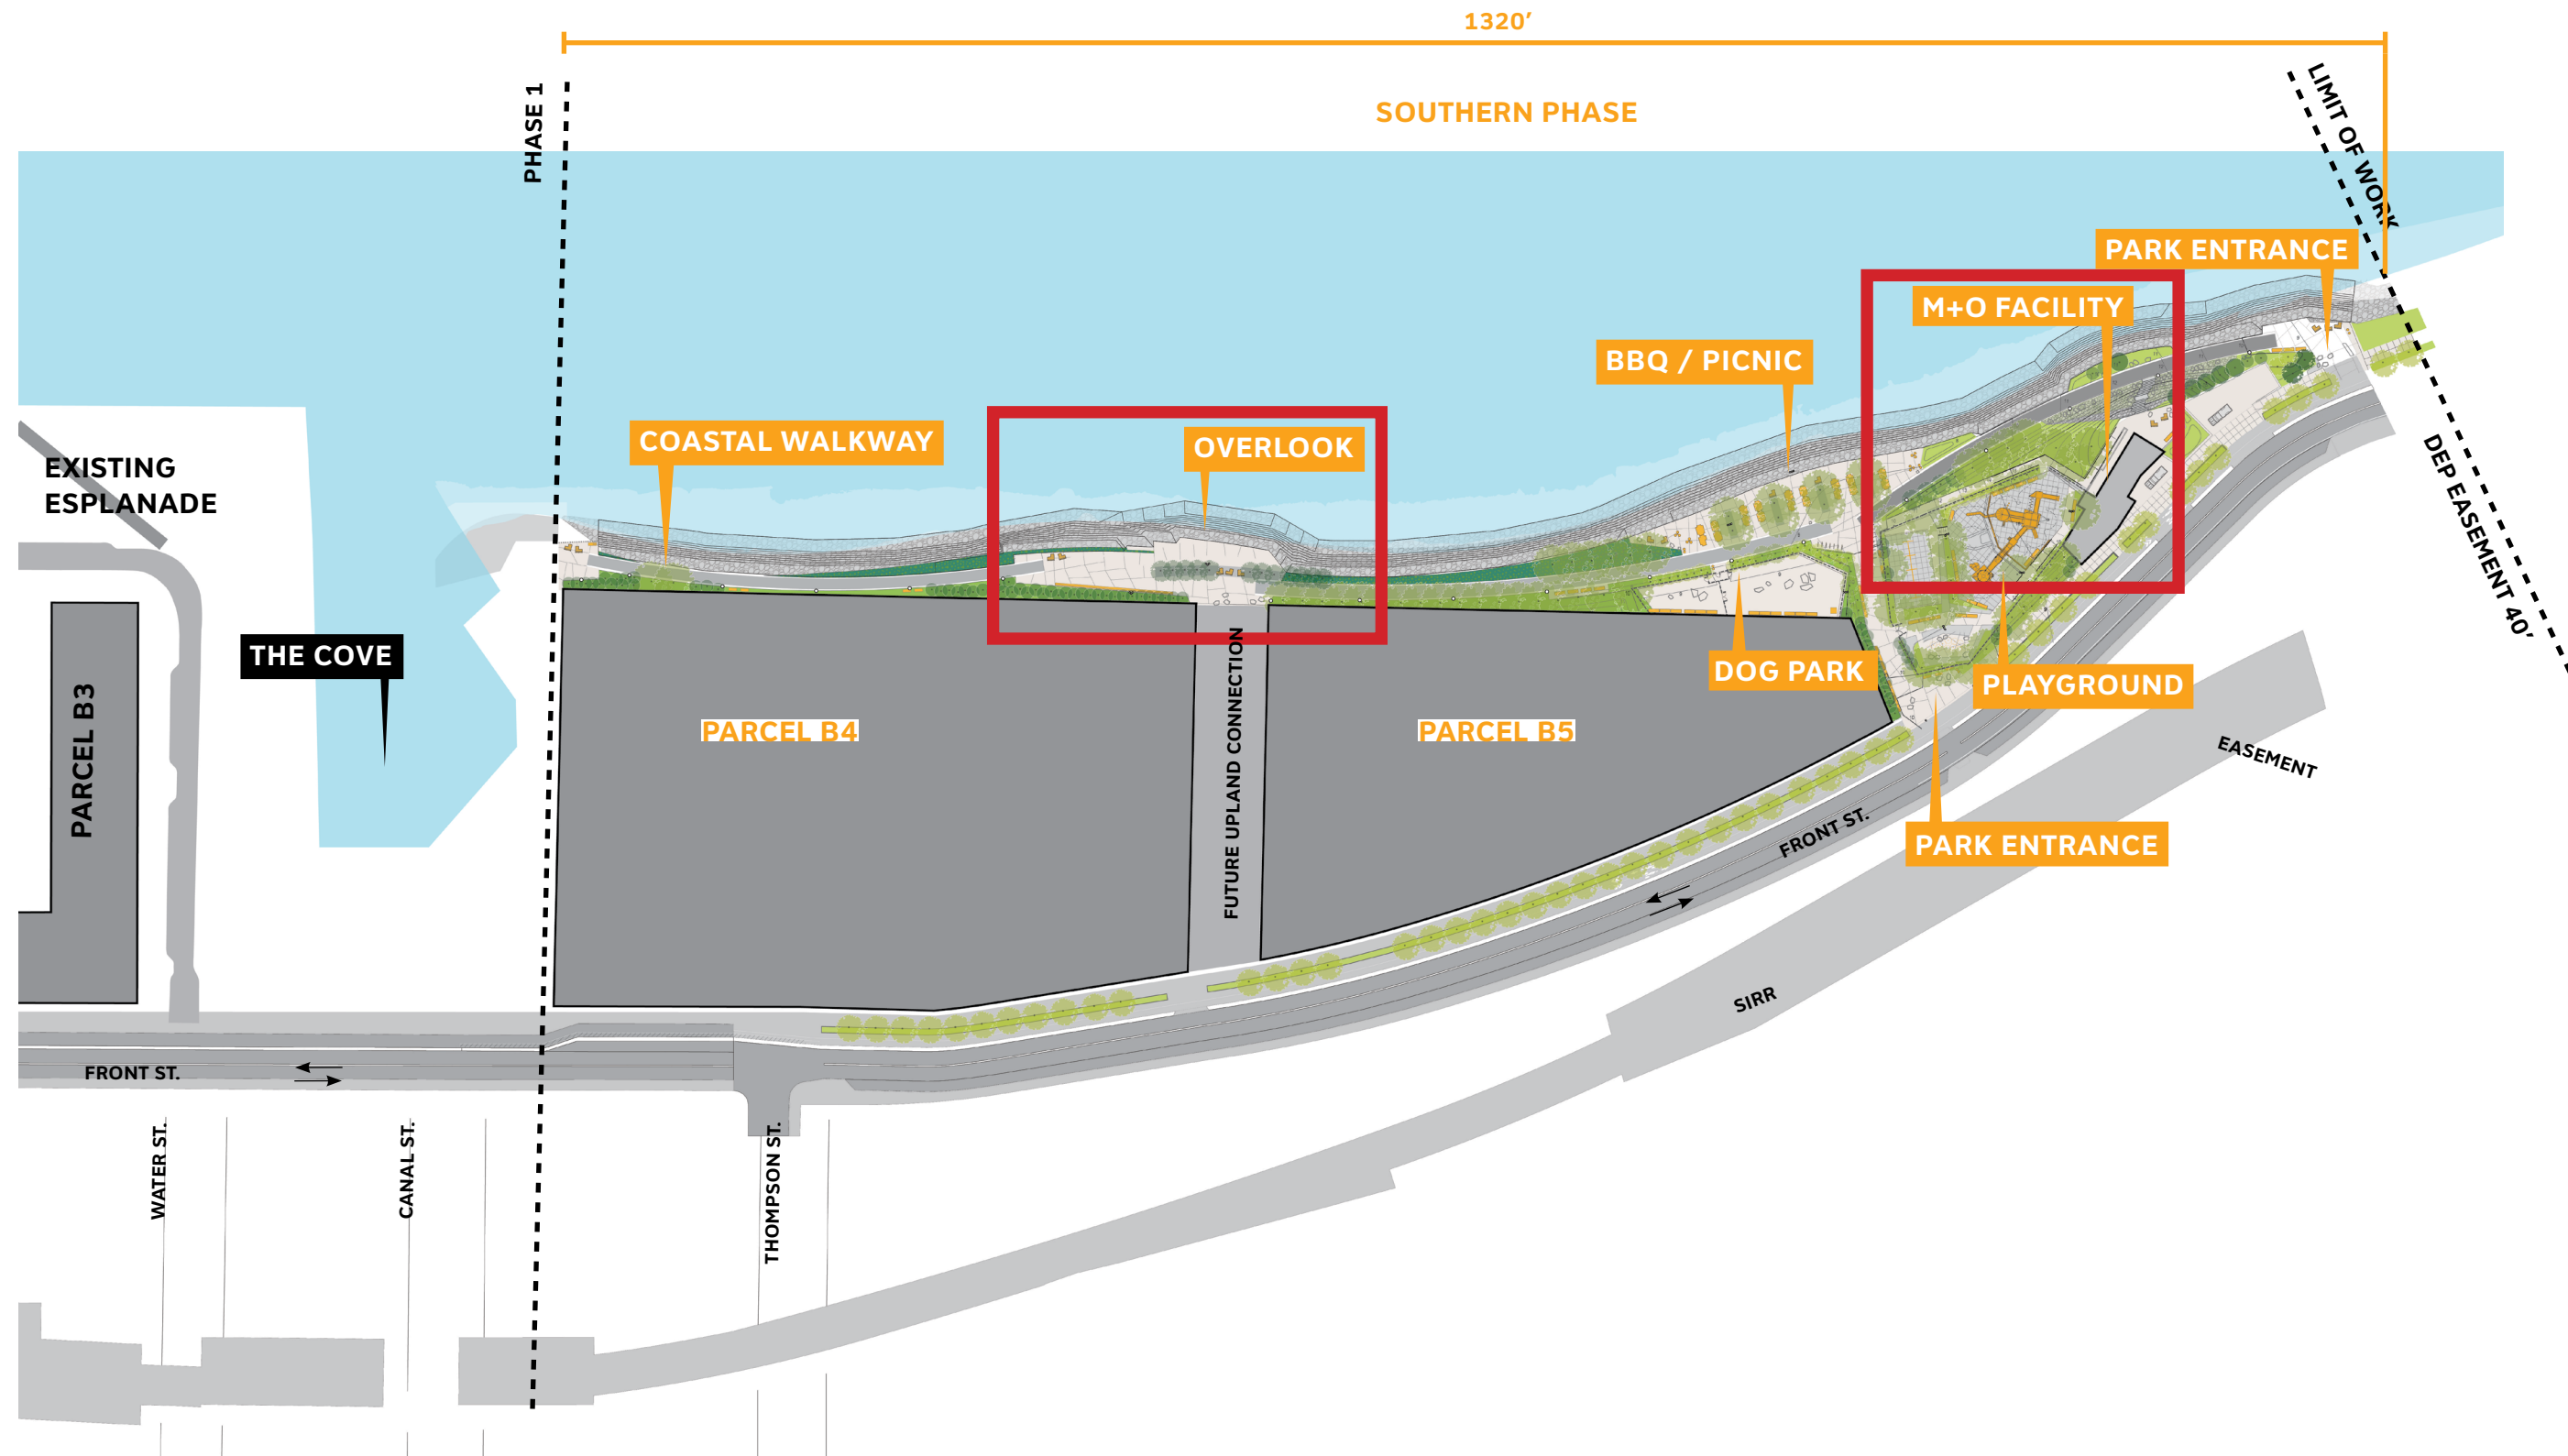 1320′
SOUTHERN PHASE
PHASE 1
LIMIT OF WORK
PARK ENTRANCE
M+O FACILITY
BBQ / PICNIC
COASTAL WALKWAY
OVERLOOK
EXISTING
ESPLANADE
DEP EASEMENT 40′
THE COVE
DOG PARK
PLAYGROUND
PARCEL B3
PARCEL B4
FUTURE UPLAND CONNECTION
PARCEL B5
EASEMENT
FRONT ST.
PARK ENTRANCE
SIRR
FRONT ST.
WATER ST.
CANAL ST.
THOMPSON ST.